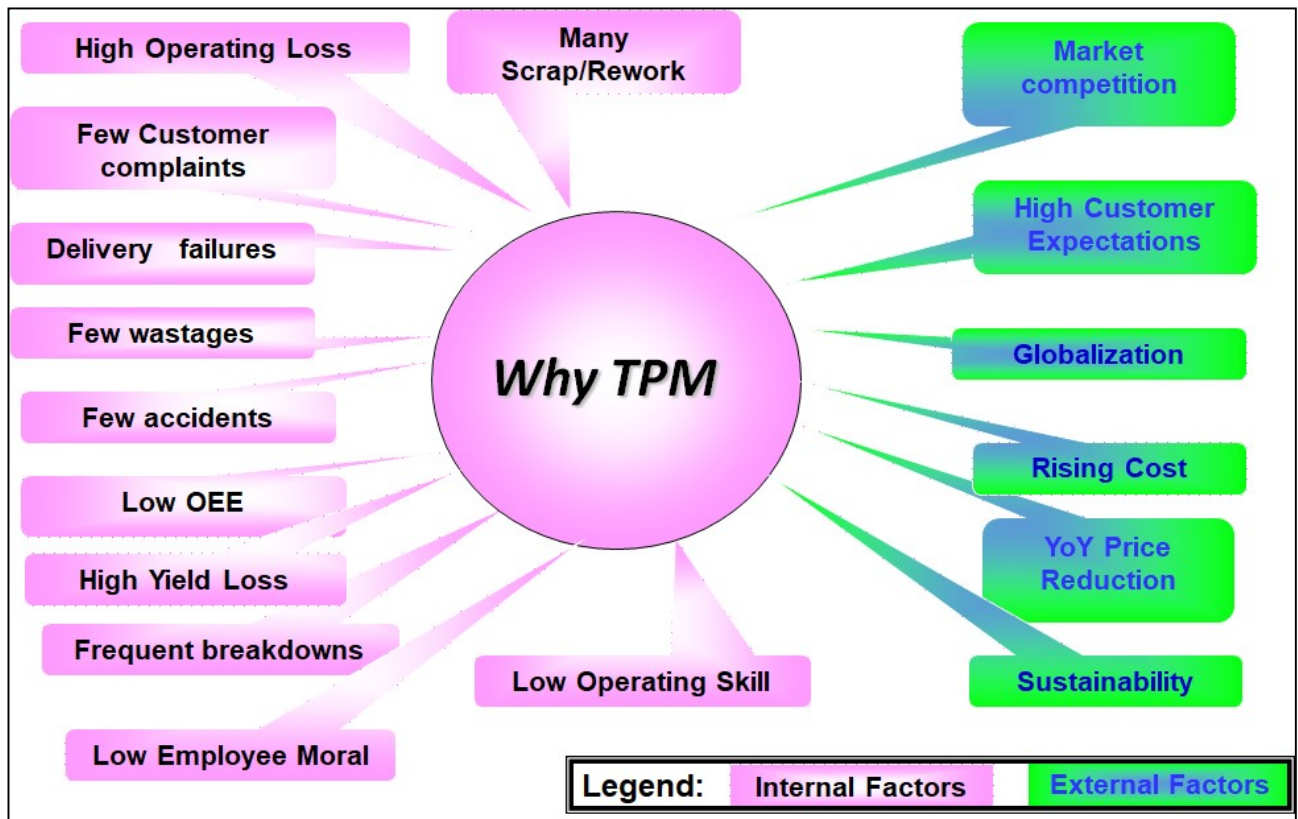 High Operating Loss
Many
Scrap/Rework
Few Customer
complaints
Delivery failures
Few wastages
Few accidents
Low OEE
High Yield Loss
Frequent breakdowns
Low Employee Moral
Low Operating Skill
Why TPM
Market
competition
High Customer
Expectations
Globalization
Rising Cost
YoY Price
Reduction
Sustainability
Legend:
Internal Factors
External Factors